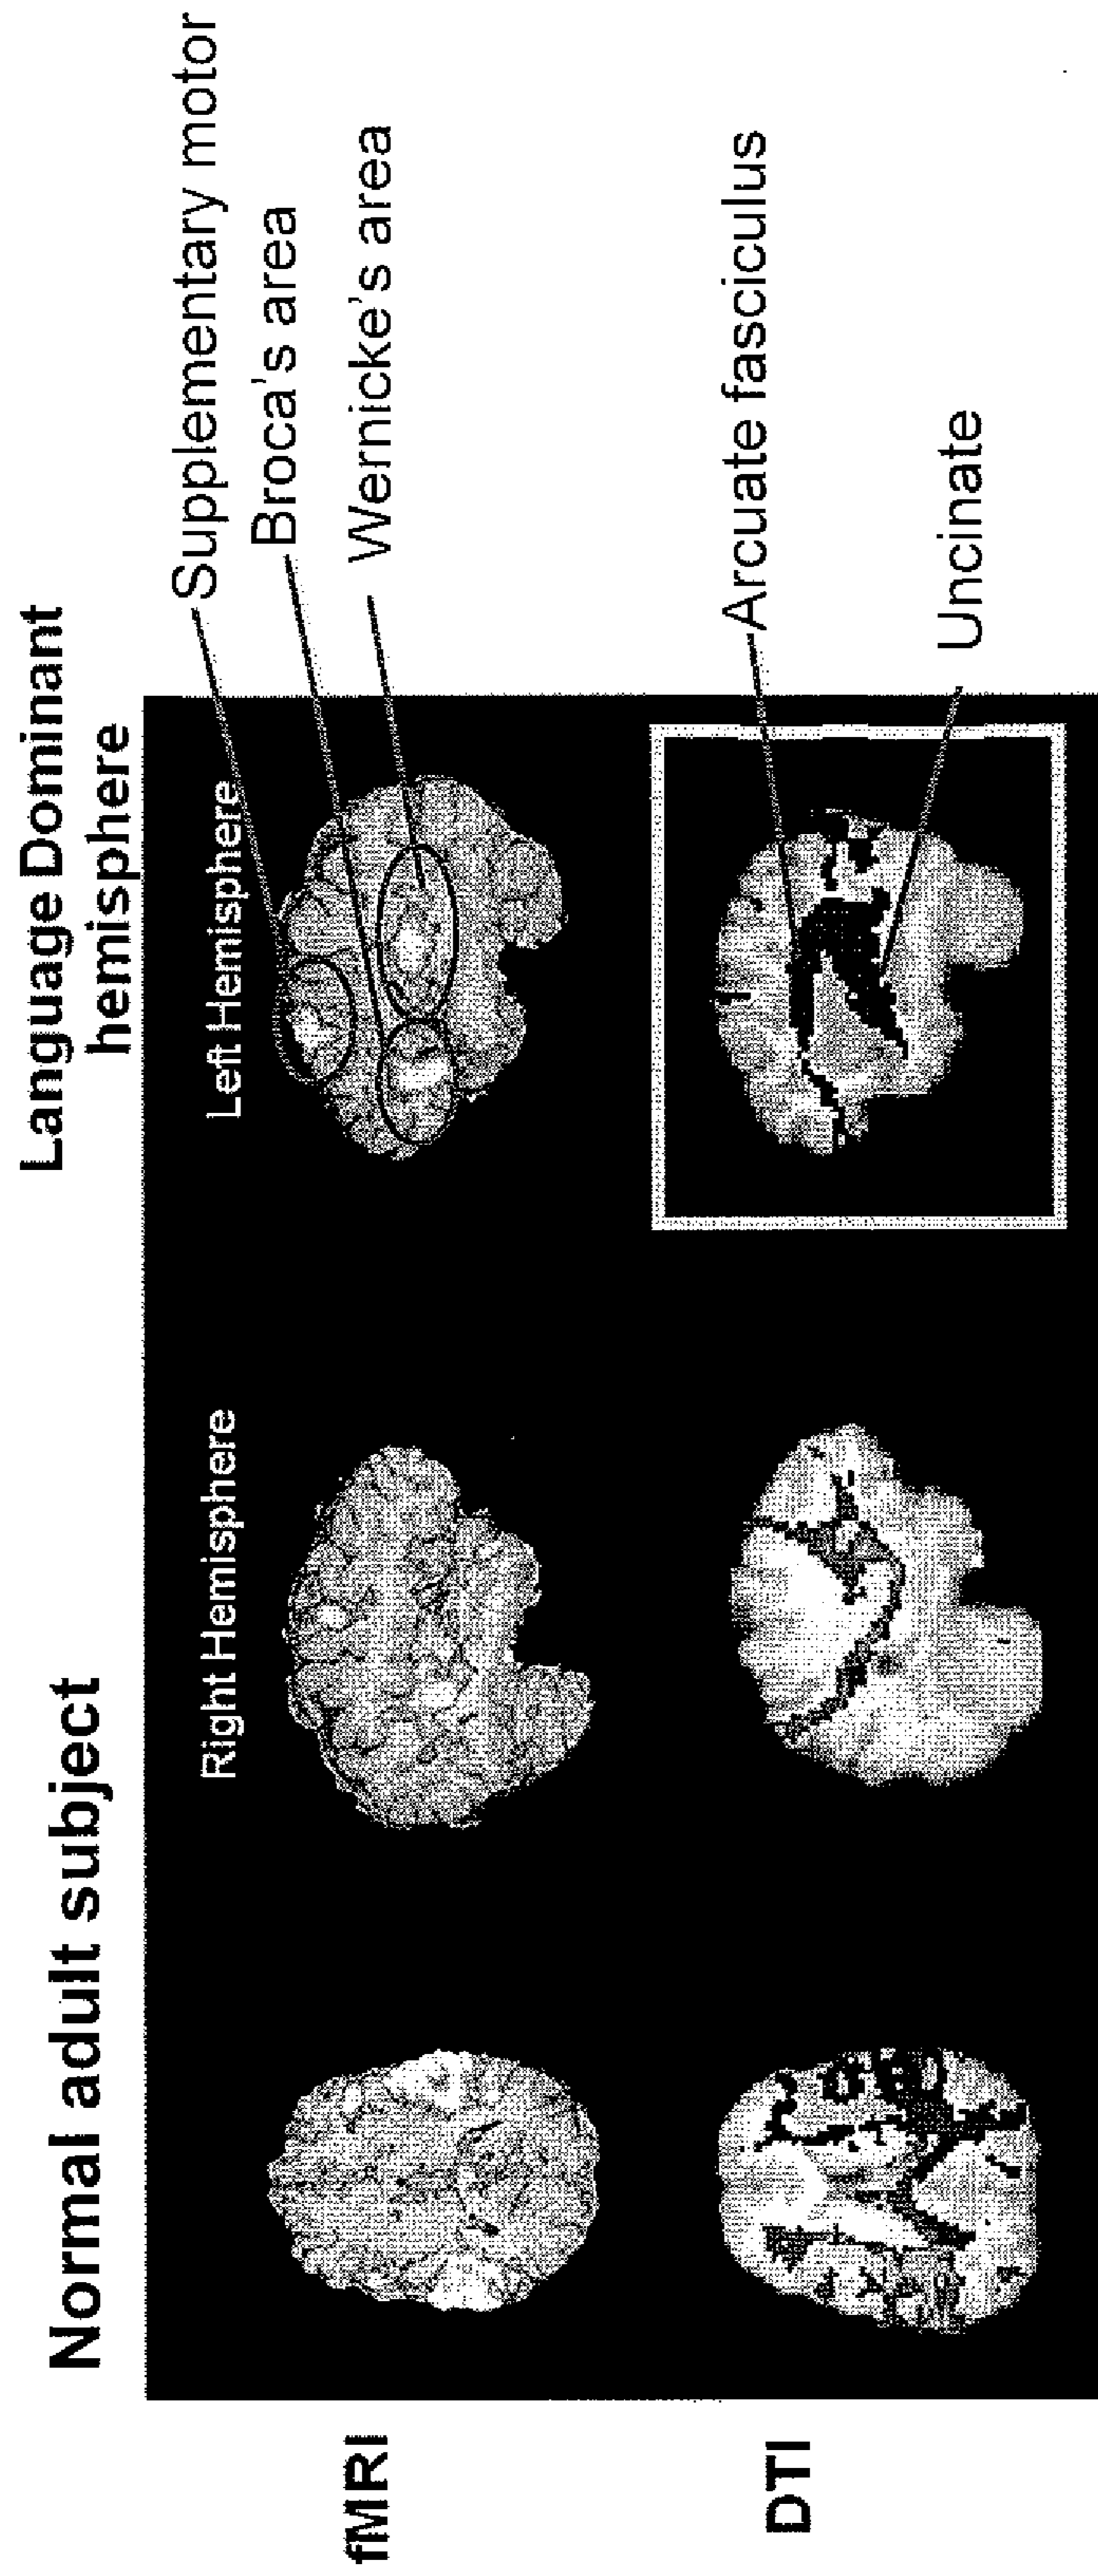 Normal adult subject
Language Dominant
hemisphere
Right Hemisphere
Left Hemisphere
fMRI
Supplementary motor
Broca's area
Wernicke's area
DTI
Arcuate fasciculus
Uncinate